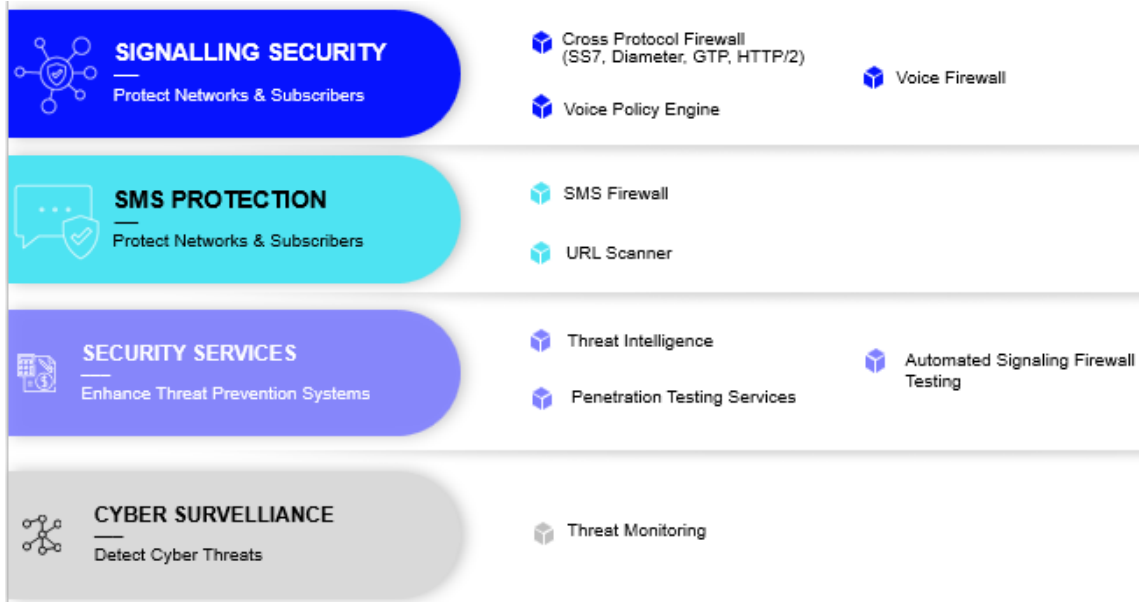 SIGNALLING SECURITY
Protect Networks & Subscribers
Cross Protocol Firewall
(SS7, Diameter, GTP, HTTP/2)
Voice Policy Engine
Voice Firewall
SMS PROTECTION
Protect Networks & Subscribers
SMS Firewall
URL Scanner
SECURITY SERVICES
Enhance Threat Prevention Systems
Threat Intelligence
Penetration Testing Services
Automated Signaling Firewall
Testing
CYBER SURVELLIANCE
Detect Cyber Threats
Threat Monitoring